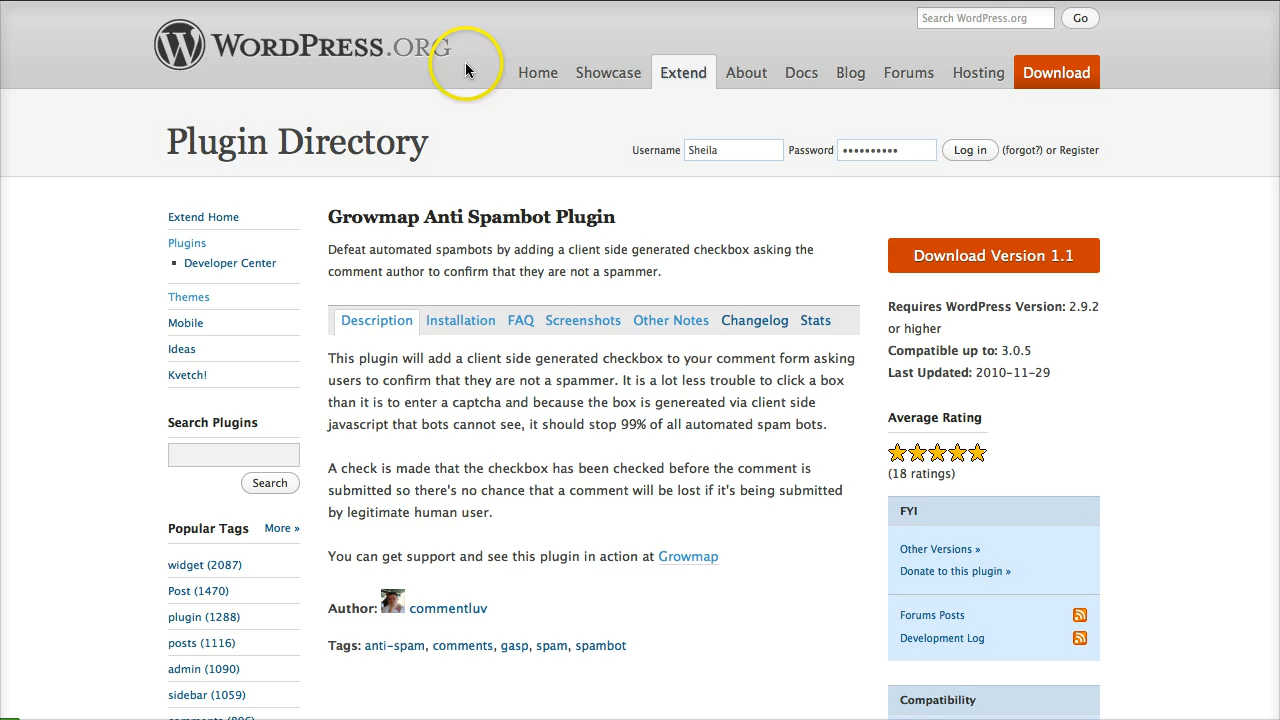 Search WordPress.org
Go
WORDPRESS.ORG
Home
Showcase
Extend
About
Docs
Blog
Forums
Hosting
Download
Plugin Directory
Username
Sheila
Password
••••••••••
Log in
(forgot?) or Register
Extend Home
Plugins
Developer Center
Themes
Mobile
Ideas
Kvetch!
Search Plugins
Search
Popular Tags
More »
widget (2087)
Post (1470)
plugin (1288)
posts (1116)
admin (1090)
sidebar (1059)
Growmap Anti Spambot Plugin
Defeat automated spambots by adding a client side generated checkbox asking the
comment author to confirm that they are not a spammer.
Description
Installation
FAQ
Screenshots
Other Notes
Changelog
Stats
This plugin will add a client side generated checkbox to your comment form asking
users to confirm that they are not a spammer. It is a lot less trouble to click a box
than it is to enter a captcha and because the box is genereated via client side
javascript that bots cannot see, it should stop 99% of all automated spam bots.
A check is made that the checkbox has been checked before the comment is
submitted so there's no chance that a comment will be lost if it's being submitted
by legitimate human user.
You can get support and see this plugin in action at Growmap
Author: commentluv
Tags: anti-spam, comments, gasp, spam, spambot
Download Version 1.1
Requires WordPress Version: 2.9.2
or higher
Compatible up to: 3.0.5
Last Updated: 2010-11-29
Average Rating
(18 ratings)
FYI
Other Versions »
Donate to this plugin »
Forums Posts
Development Log
Compatibility